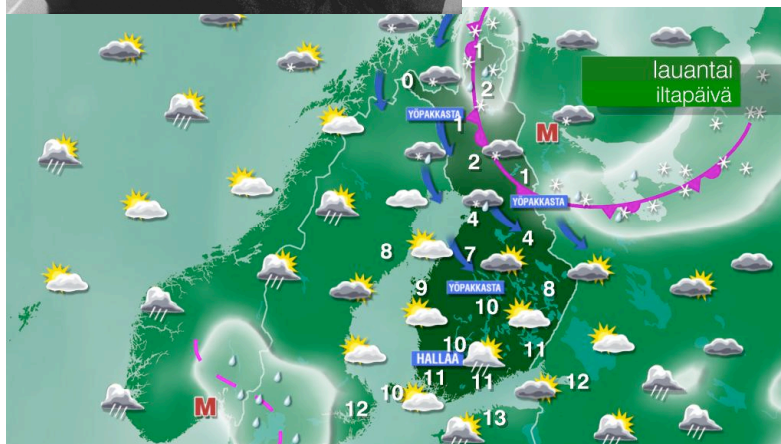 lauantai
iltapäivä
1
0
2
YÖPAKKASTA
1
M
2
1
YÖPAKKASTA
4
4
8
7
9
YÖPAKKASTA
8
10
10
11
HALLAA
11
11
12
10
12
M
13